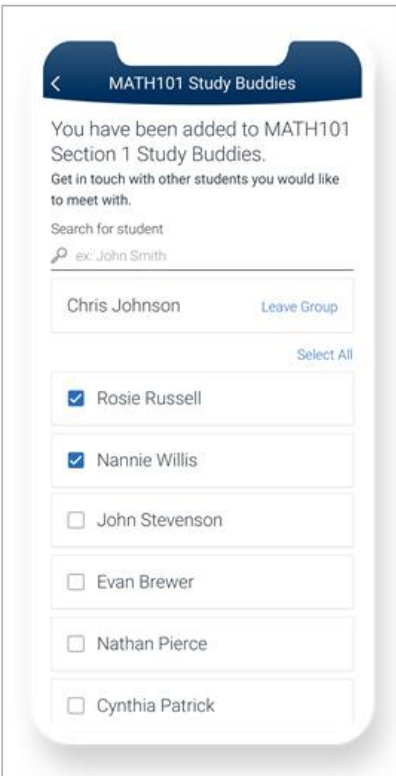 MATH101 Study Buddies
You have been added to MATH101
Section 1 Study Buddies.
Get in touch with other students you would like
to meet with.
Search for student
ex: John Smith
Chris Johnson Leave Group
Select All
Rosie Russell
Nannie Willis
John Stevenson
Evan Brewer
Nathan Pierce
Cynthia Patrick